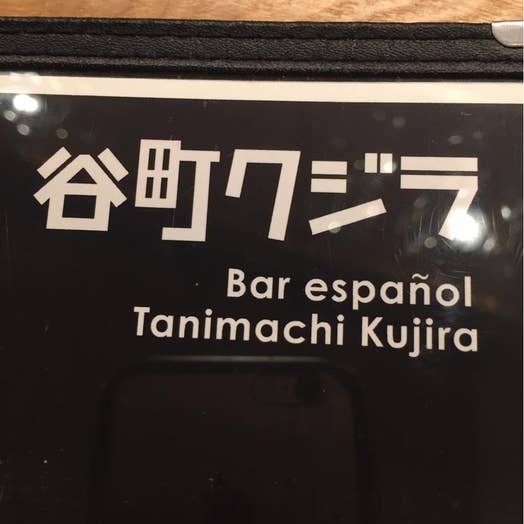 谷町クジラ
Bar español
Tanimachi Kujira